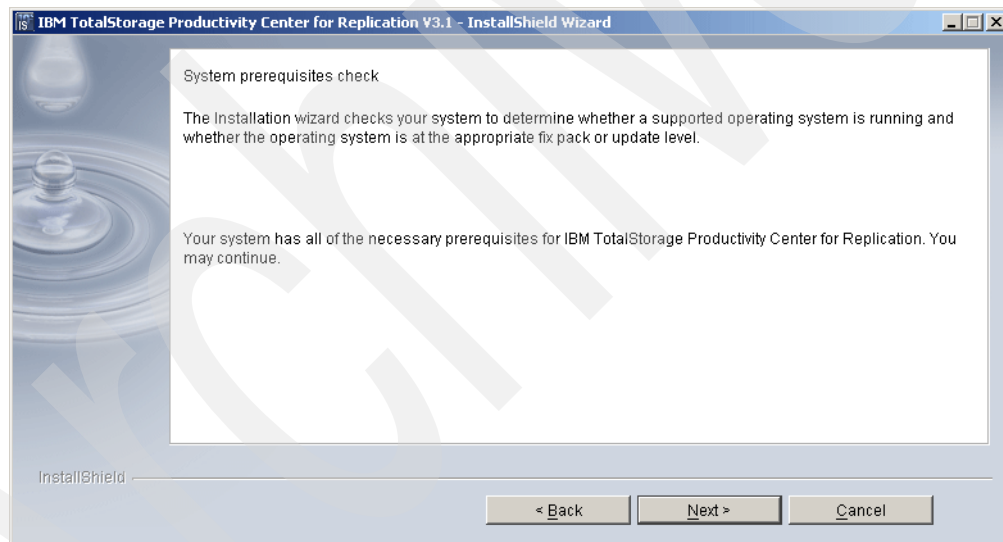 IBM TotalStorage Productivity Center for Replication V3.1 - InstallShield Wizard
System prerequisites check
The Installation wizard checks your system to determine whether a supported operating system is running and
whether the operating system is at the appropriate fix pack or update level.
Your system has all of the necessary prerequisites for IBM TotalStorage Productivity Center for Replication. You
may continue.
InstallShield
< Back
Next >
Cancel